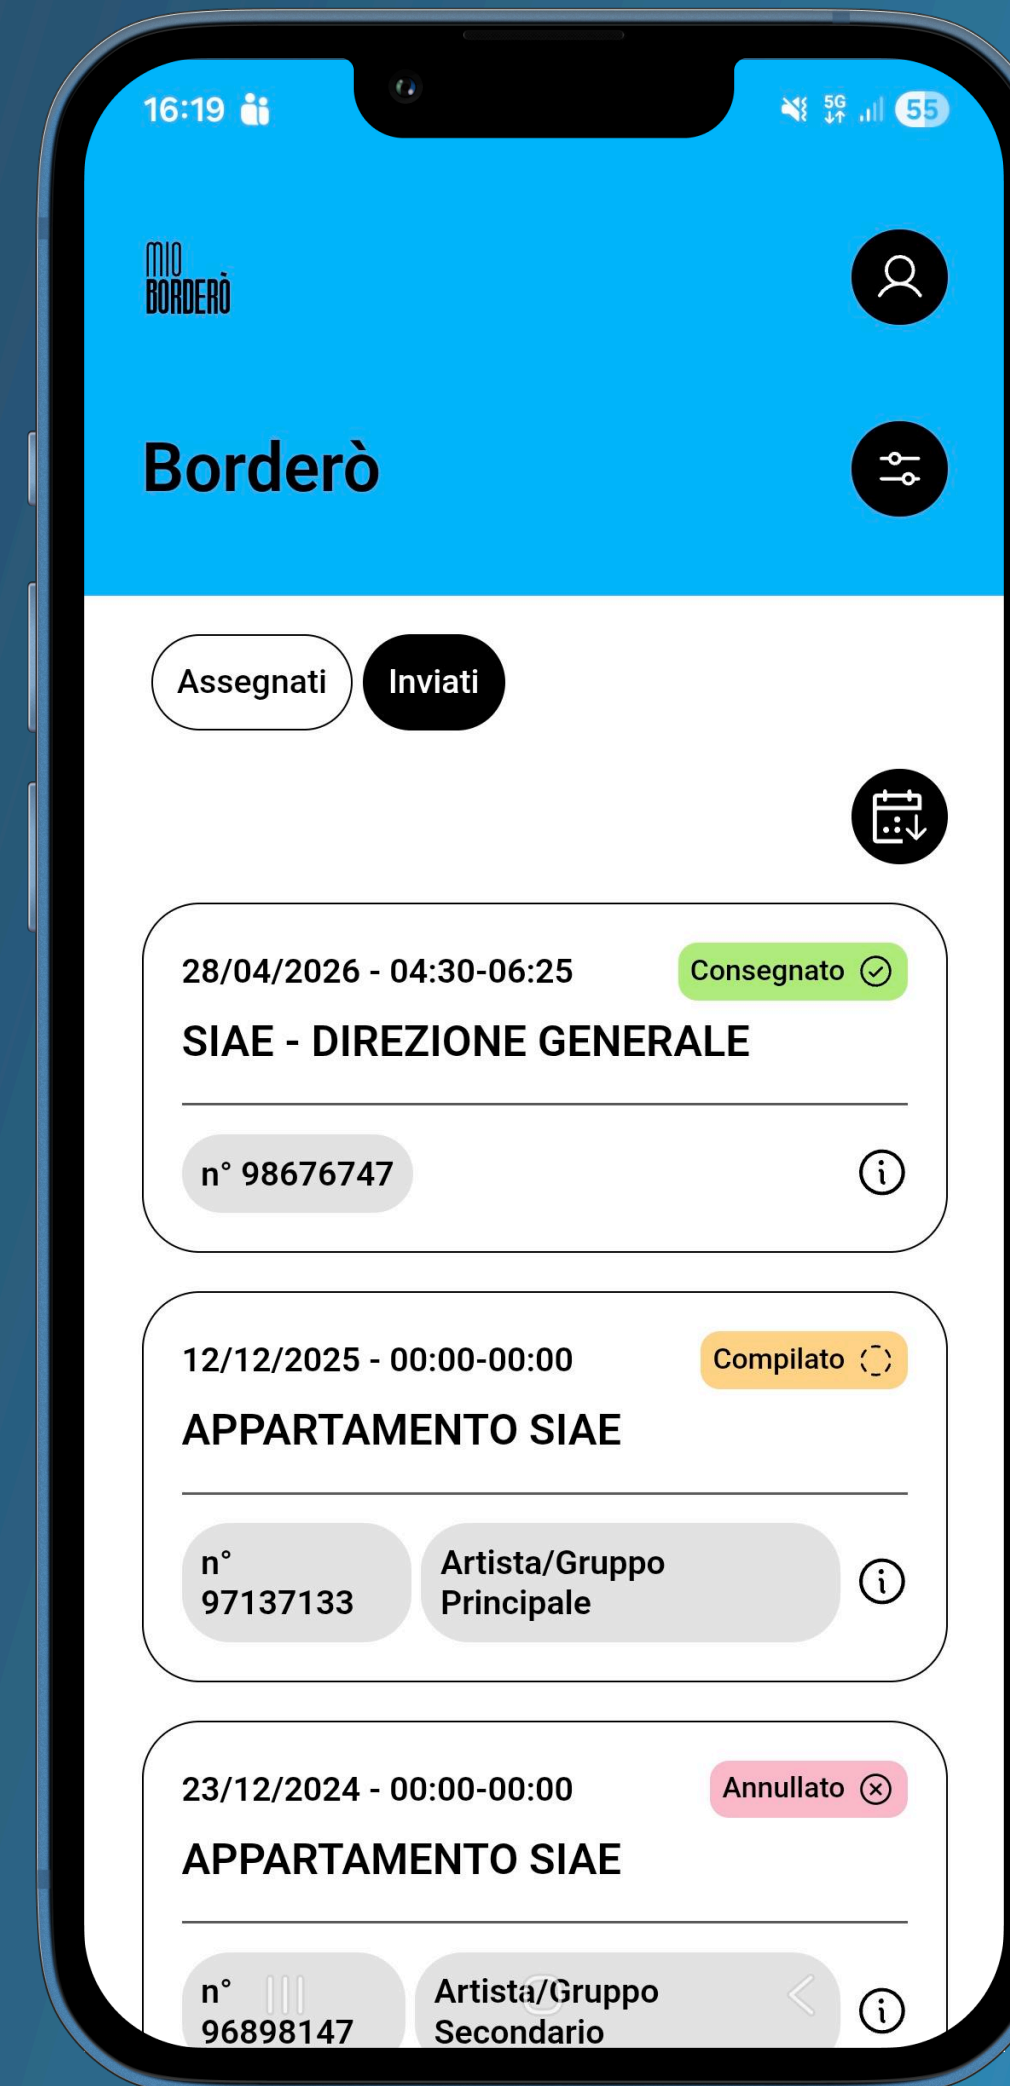 16:19
5G
55
MIO
BORDERÒ
Borderò
Assegnati
Inviati
28/04/2026 - 04:30-06:25
Consegnato
SIAE - DIREZIONE GENERALE
n° 98676747
12/12/2025 - 00:00-00:00
Compilato
APPARTAMENTO SIAE
n°
97137133
Artista/Gruppo
Principale
23/12/2024 - 00:00-00:00
Annullato
APPARTAMENTO SIAE
n°
96898147
Artista/Gruppo
Secondario